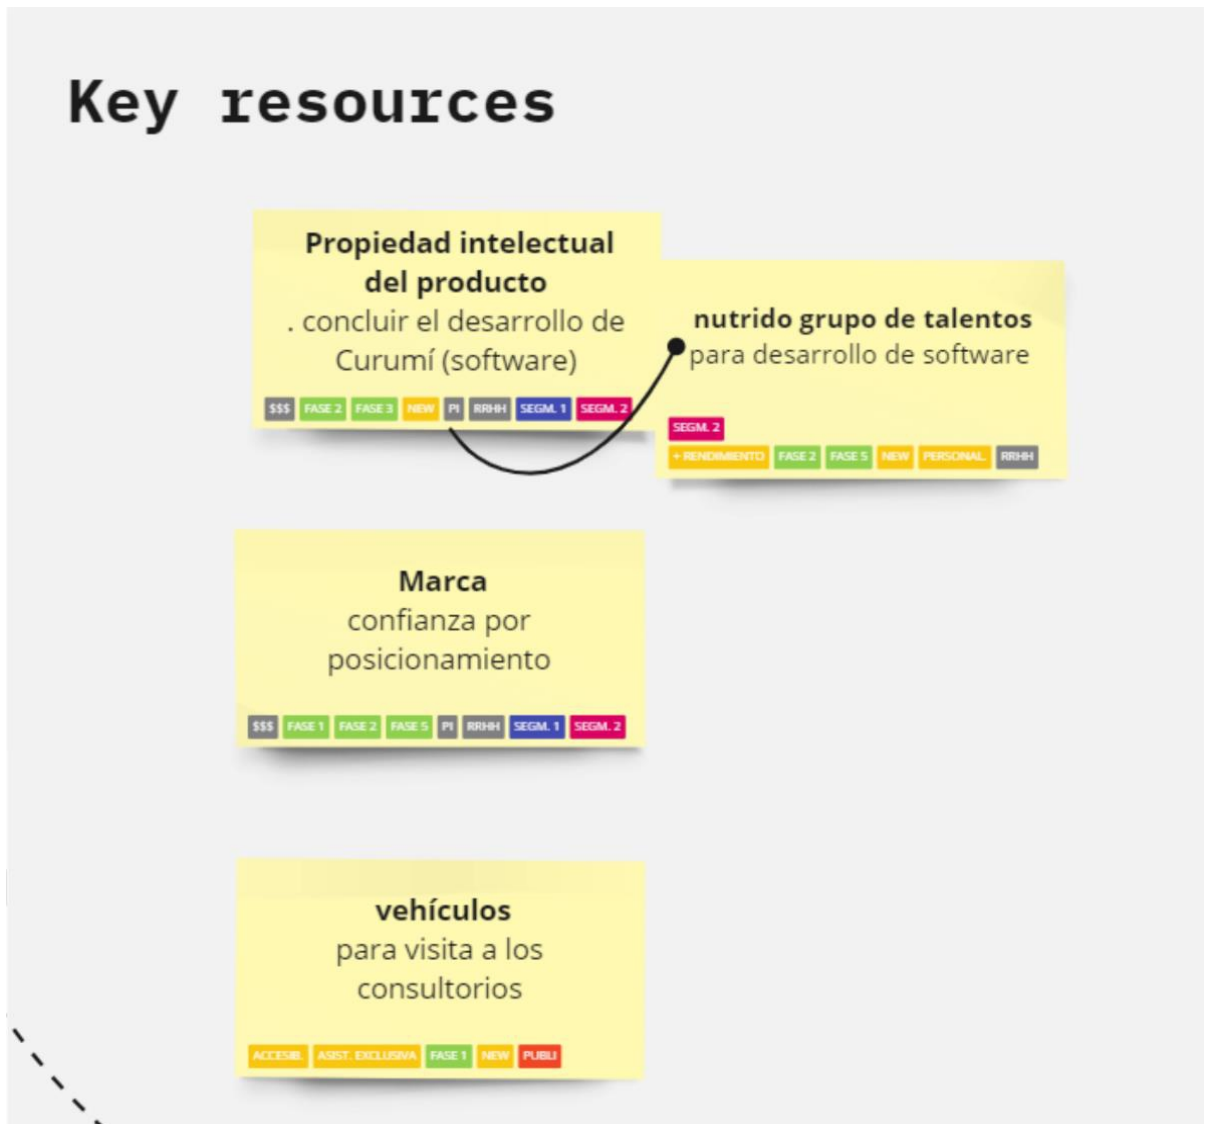 Key resources
Propiedad intelectual
del producto
. concluir el desarrollo de
Curumí (software)
$$$ FASE 2 FASE 3 NEW PI RRHH SEGM. 1 SEGM. 2
nutrido grupo de talentos
para desarrollo de software
SEGM. 2
+ RENDIMIENTO FASE 2 FASE 5 NEW PERSONAL. RRHH
Marca
confianza por
posicionamiento
$$$ FASE 1 FASE 2 FASE 5 PI RRHH SEGM. 1 SEGM. 2
vehículos
para visita a los
consultorios
ACCESIB. ASIST. EXCLUSIVA FASE 1 NEW PUBLI